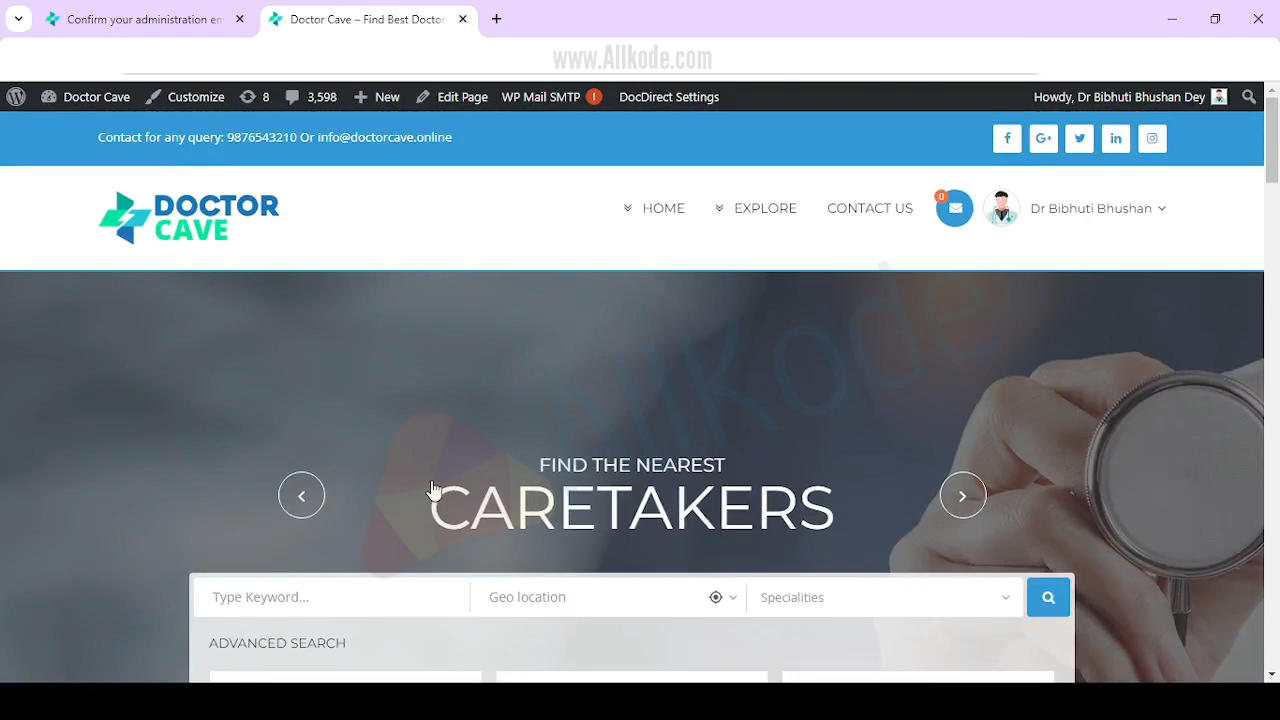 Confirm your administration en
Doctor Cave – Find Best Doctor
www.Allkode.com
Doctor Cave
Customize
8
3,598
New
Edit Page
WP Mail SMTP !
DocDirect Settings
Howdy, Dr Bibhuti Bhushan Dey
Contact for any query: 9876543210 Or info@doctorcave.online
f
G+
in
DOCTOR
CAVE
HOME
EXPLORE
CONTACT US
0
Dr Bibhuti Bhushan
AllKode
FIND THE NEAREST
CARETAKERS
Type Keyword...
Geo location
Specialities
ADVANCED SEARCH